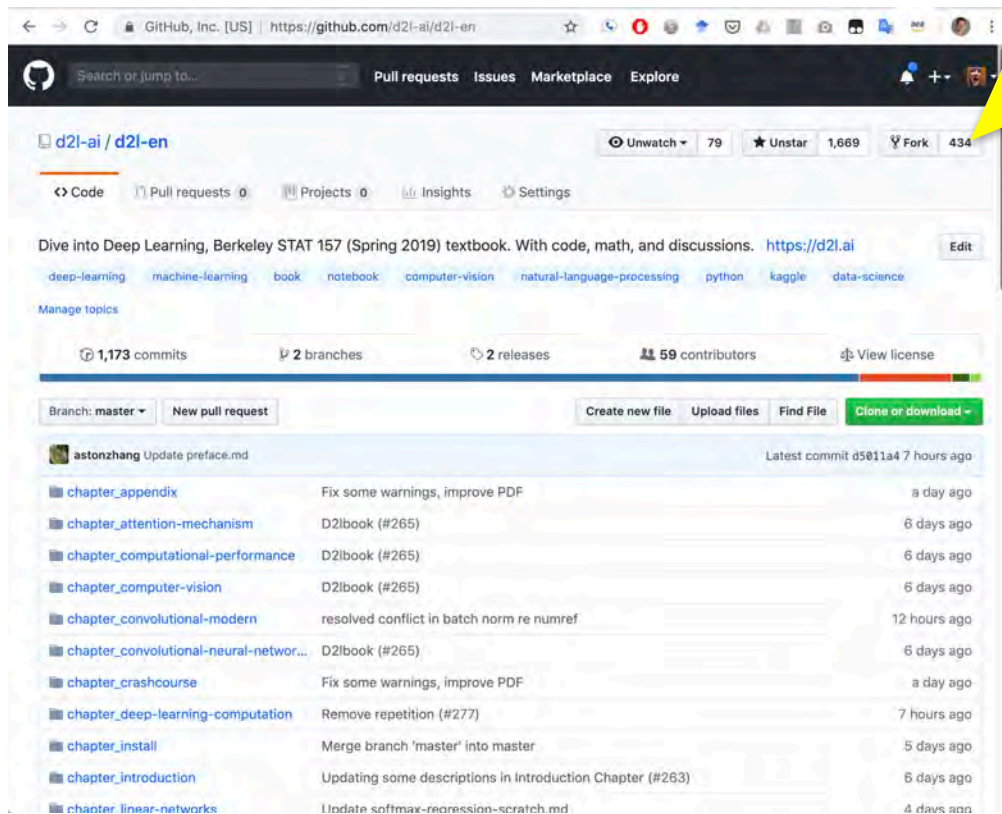 GitHub, Inc. [US] | https://github.com/d2l-ai/d2l-en
Search or jump to... Pull requests Issues Marketplace Explore
d2l-ai / d2l-en Unwatch 79 Unstar 1,669 Fork 434
Code Pull requests 0 Projects 0 Insights Settings
Dive into Deep Learning, Berkeley STAT 157 (Spring 2019) textbook. With code, math, and discussions. https://d2l.ai Edit
deep-learning machine-learning book notebook computer-vision natural-language-processing python kaggle data-science
Manage topics
1,173 commits 2 branches 2 releases 59 contributors View license
Branch: master New pull request Create new file Upload files Find File Clone or download
astonzhang Update preface.md Latest commit d5011a4 7 hours ago
chapter_appendix Fix some warnings, improve PDF a day ago
chapter_attention-mechanism D2lbook (#265) 6 days ago
chapter_computational-performance D2lbook (#265) 6 days ago
chapter_computer-vision D2lbook (#265) 6 days ago
chapter_convolutional-modern resolved conflict in batch norm re numref 12 hours ago
chapter_convolutional-neural-networ... D2lbook (#265) 6 days ago
chapter_crashcourse Fix some warnings, improve PDF a day ago
chapter_deep-learning-computation Remove repetition (#277) 7 hours ago
chapter_install Merge branch 'master' into master 5 days ago
chapter_introduction Updating some descriptions in Introduction Chapter (#263) 6 days ago
chapter_linear-networks Update softmax-regression-scratch.md 4 days ago